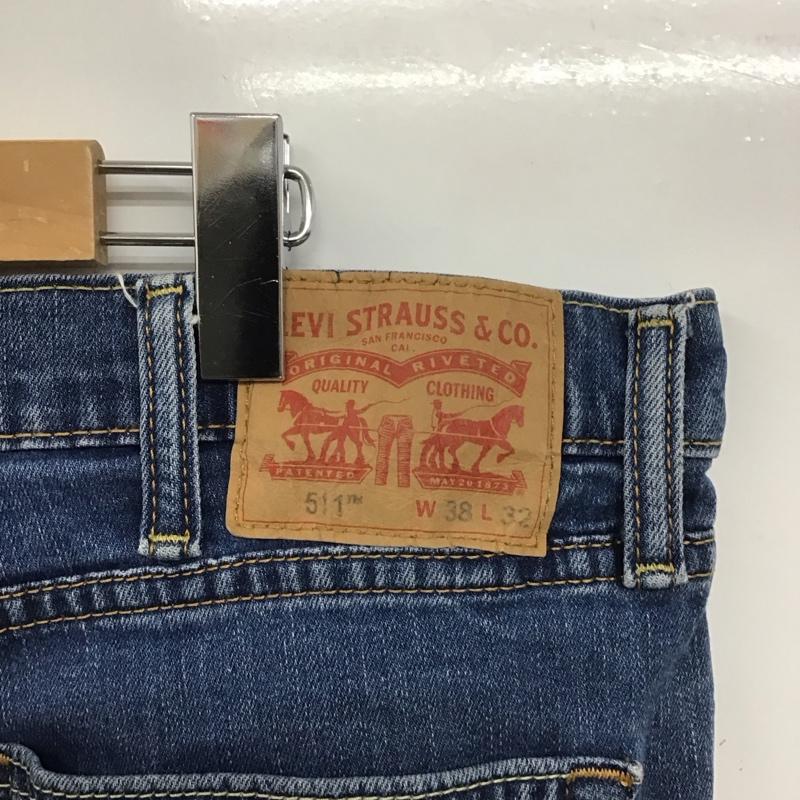 LEVI STRAUSS & CO.
SAN FRANCISCO
CAL.
ORIGINAL RIVETED
QUALITY CLOTHING
PATENTED MAY 20 1873
511™ W 38 L 32